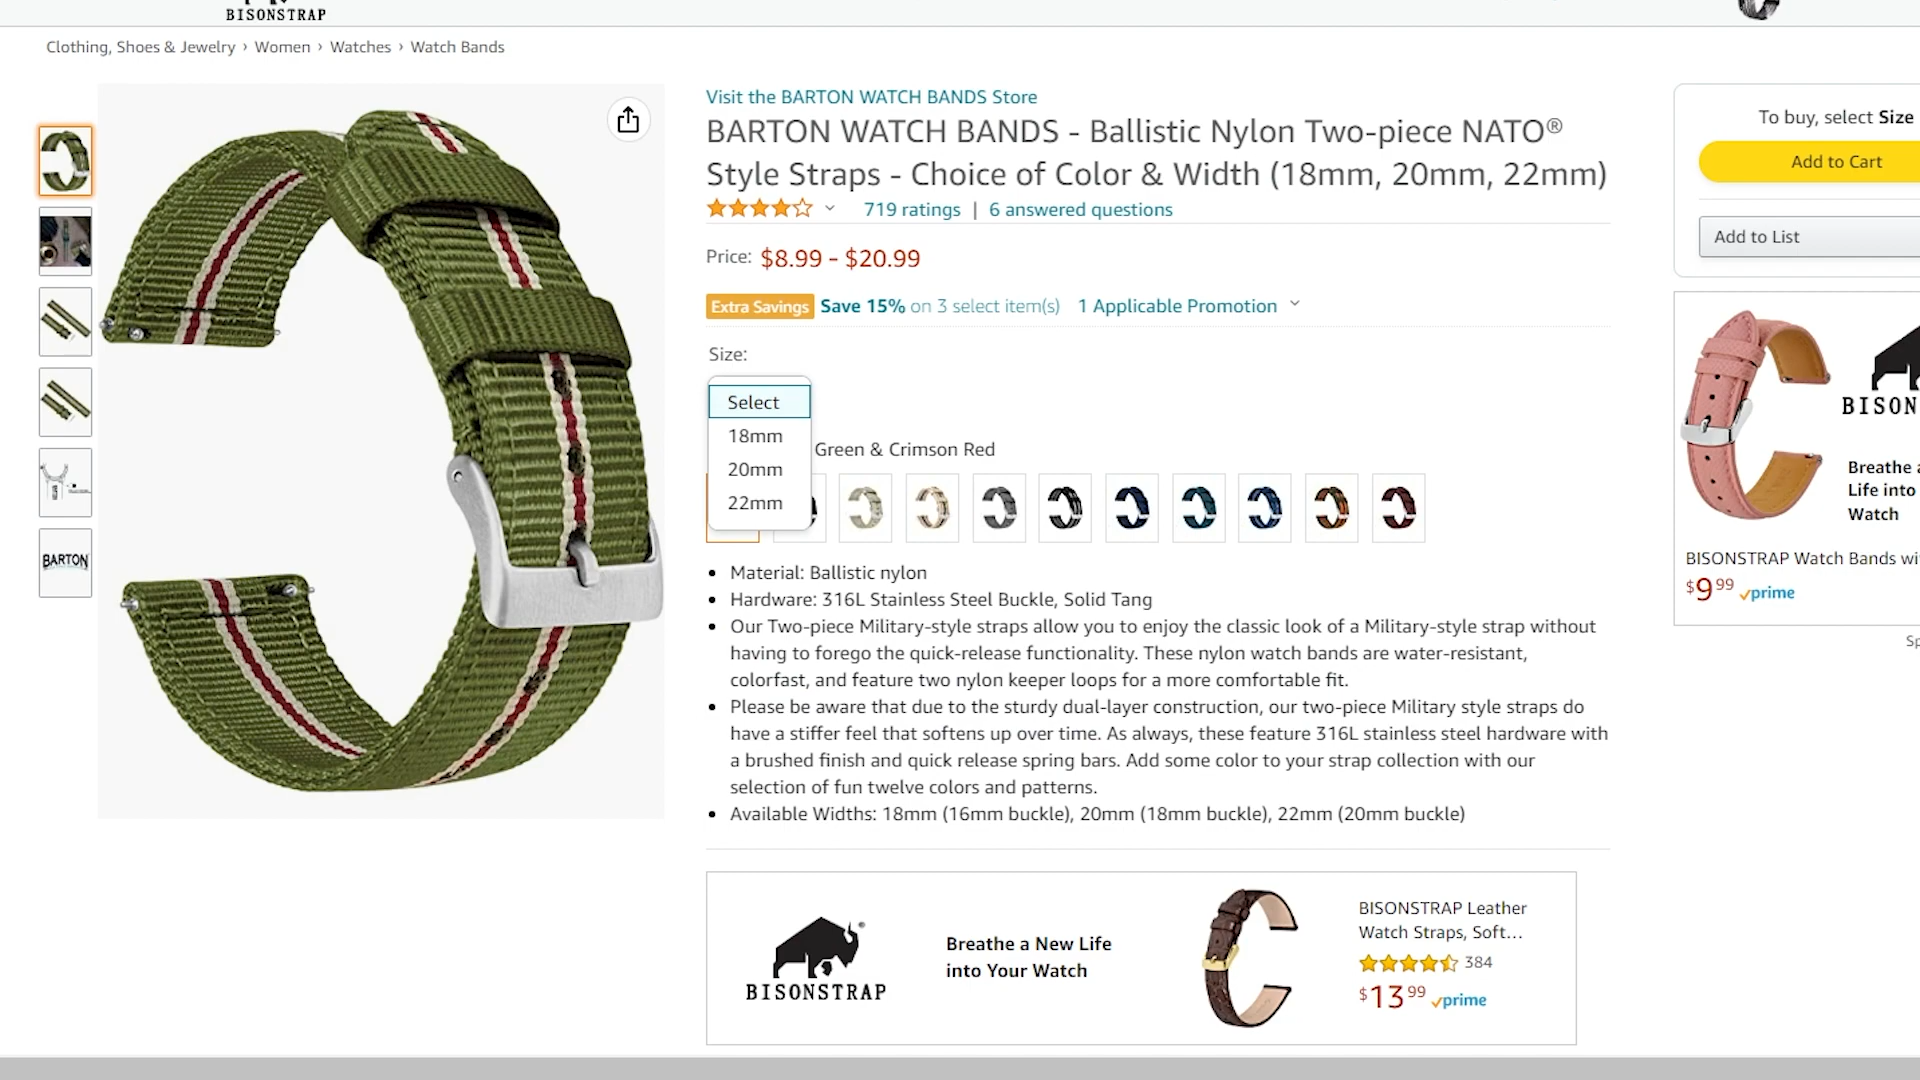 BISONSTRAP
Clothing, Shoes & Jewelry › Women › Watches › Watch Bands
Visit the BARTON WATCH BANDS Store
BARTON WATCH BANDS - Ballistic Nylon Two-piece NATO®
Style Straps - Choice of Color & Width (18mm, 20mm, 22mm)
719 ratings | 6 answered questions
Price: $8.99 - $20.99
Extra Savings Save 15% on 3 select item(s) 1 Applicable Promotion
Size:
Select
18mm
20mm
22mm
Green & Crimson Red
Material: Ballistic nylon
Hardware: 316L Stainless Steel Buckle, Solid Tang
Our Two-piece Military-style straps allow you to enjoy the classic look of a Military-style strap without
having to forego the quick-release functionality. These nylon watch bands are water-resistant,
colorfast, and feature two nylon keeper loops for a more comfortable fit.
Please be aware that due to the sturdy dual-layer construction, our two-piece Military style straps do
have a stiffer feel that softens up over time. As always, these feature 316L stainless steel hardware with
a brushed finish and quick release spring bars. Add some color to your strap collection with our
selection of fun twelve colors and patterns.
Available Widths: 18mm (16mm buckle), 20mm (18mm buckle), 22mm (20mm buckle)
BARTON
BISONSTRAP
Breathe a New Life
into Your Watch
BISONSTRAP Leather
Watch Straps, Soft...
384
$13 99 prime
To buy, select Size
Add to Cart
Add to List
BISON
Breathe a
Life into
Watch
BISONSTRAP Watch Bands wi
$9 99 prime
Sp